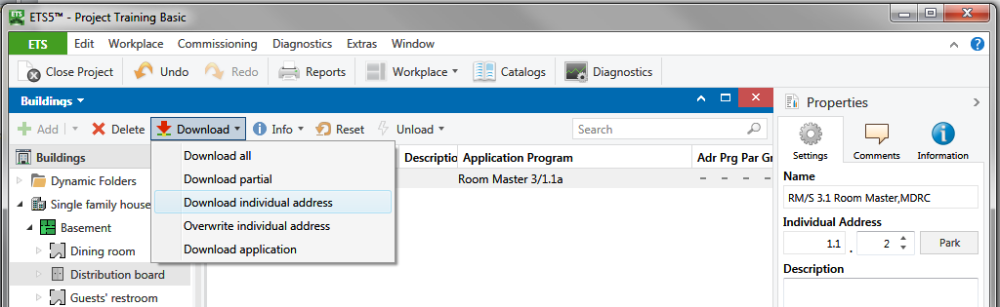 ETS ETS5™ - Project Training Basic
ETS Edit Workplace Commissioning Diagnostics Extras Window ?
Close Project Undo Redo Reports Workplace Catalogs Diagnostics
Buildings
Add Delete Download Info Reset Unload Search
Download all
Download partial
Download individual address
Overwrite individual address
Download application
Buildings
Dynamic Folders
Single family house
Basement
Dining room
Distribution board
Guests' restroom
Descriptio Application Program Adr Prg Par Gr
Room Master 3/1.1a – – – –
Properties
Settings Comments Information
Name
RM/S 3.1 Room Master,MDRC
Individual Address
1.1 . 2 Park
Description